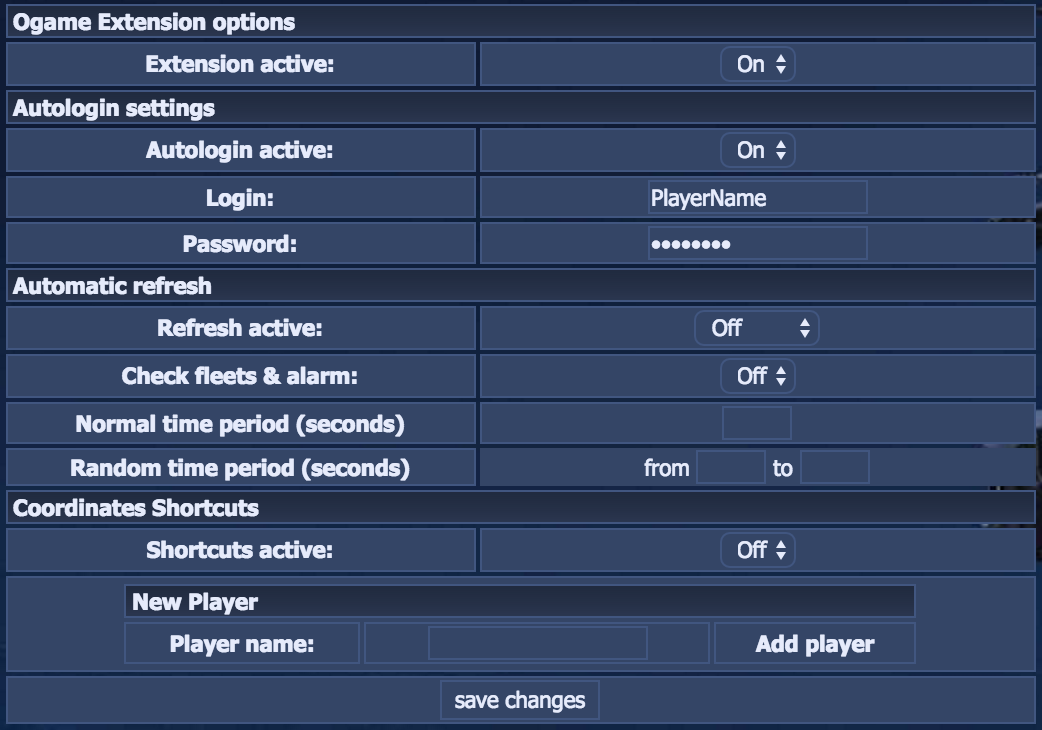 Ogame Extension options
Extension active: On
Autologin settings
Autologin active: On
Login: PlayerName
Password: ••••••••
Automatic refresh
Refresh active: Off
Check fleets & alarm: Off
Normal time period (seconds)
Random time period (seconds) from to
Coordinates Shortcuts
Shortcuts active: Off
New Player
Player name: Add player
save changes